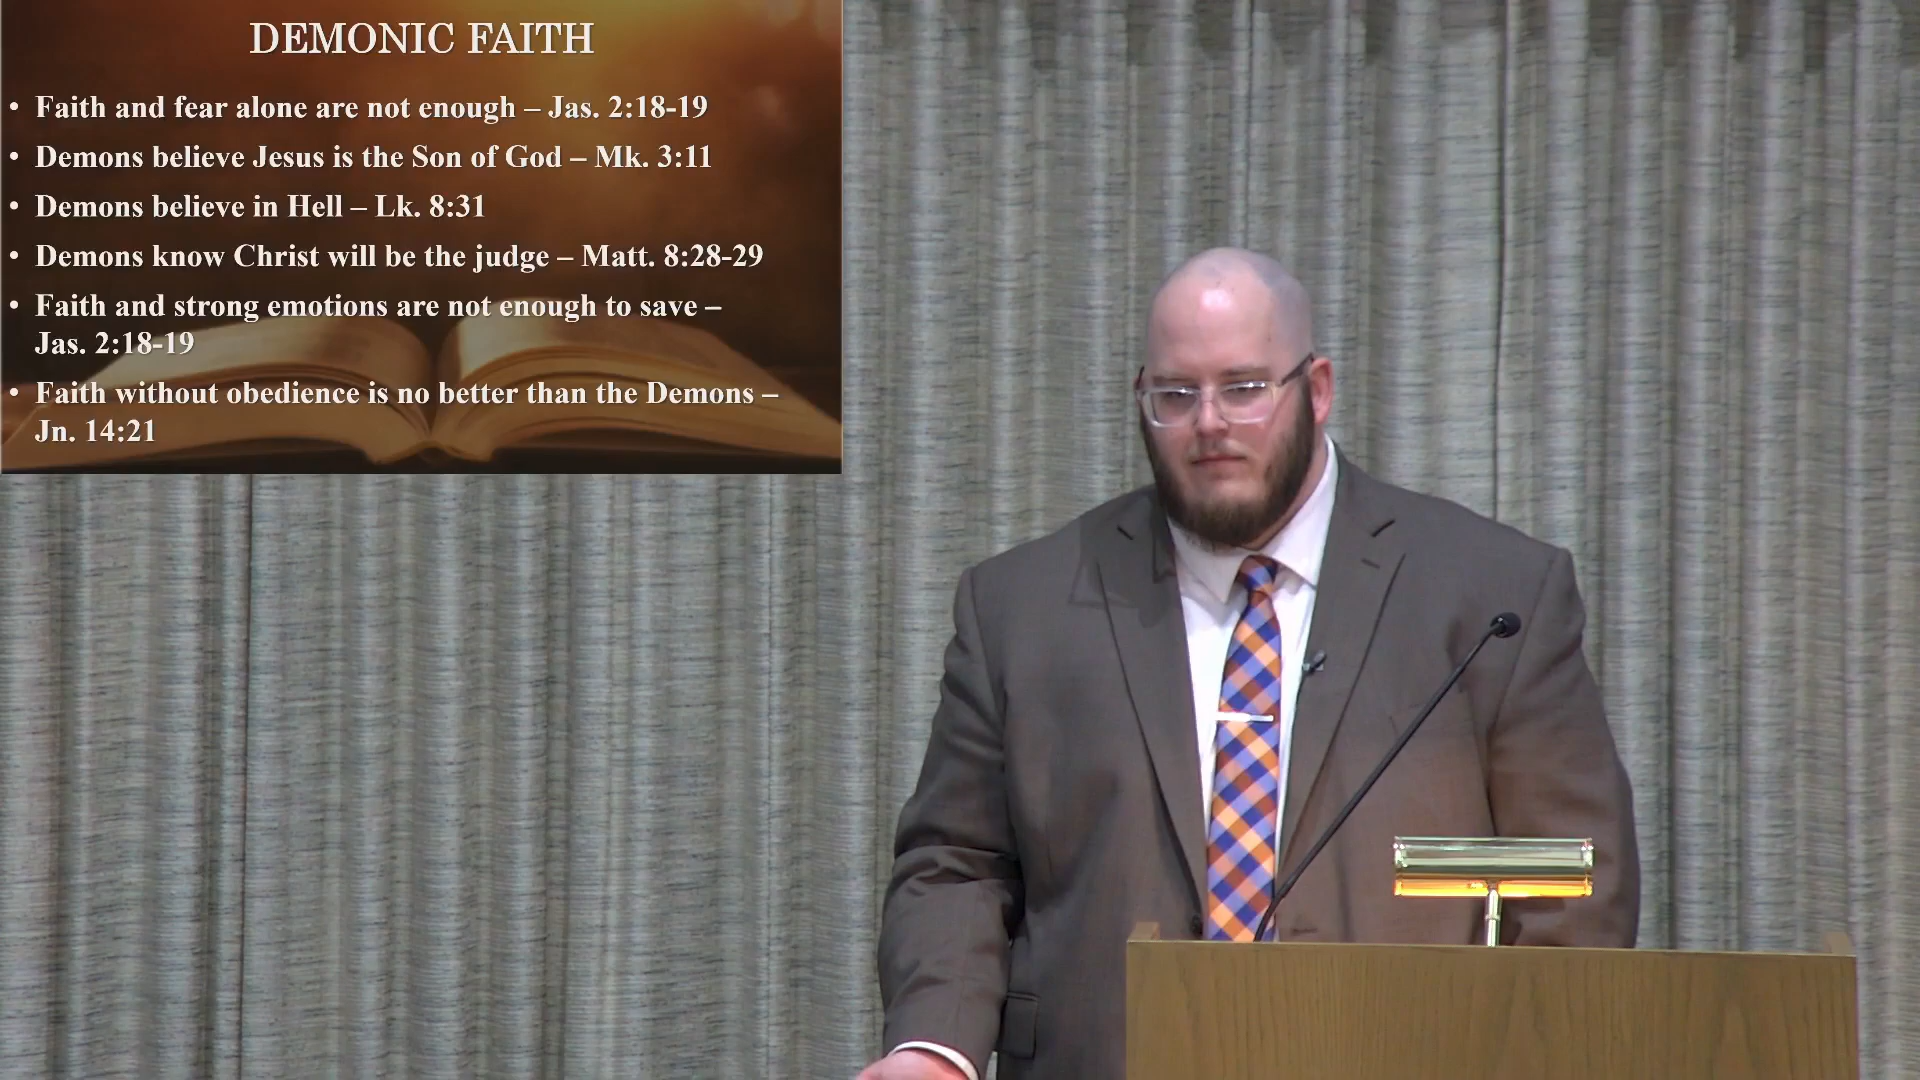 DEMONIC FAITH
• Faith and fear alone are not enough – Jas. 2:18-19
• Demons believe Jesus is the Son of God – Mk. 3:11
• Demons believe in Hell – Lk. 8:31
• Demons know Christ will be the judge – Matt. 8:28-29
• Faith and strong emotions are not enough to save –
Jas. 2:18-19
• Faith without obedience is no better than the Demons –
Jn. 14:21